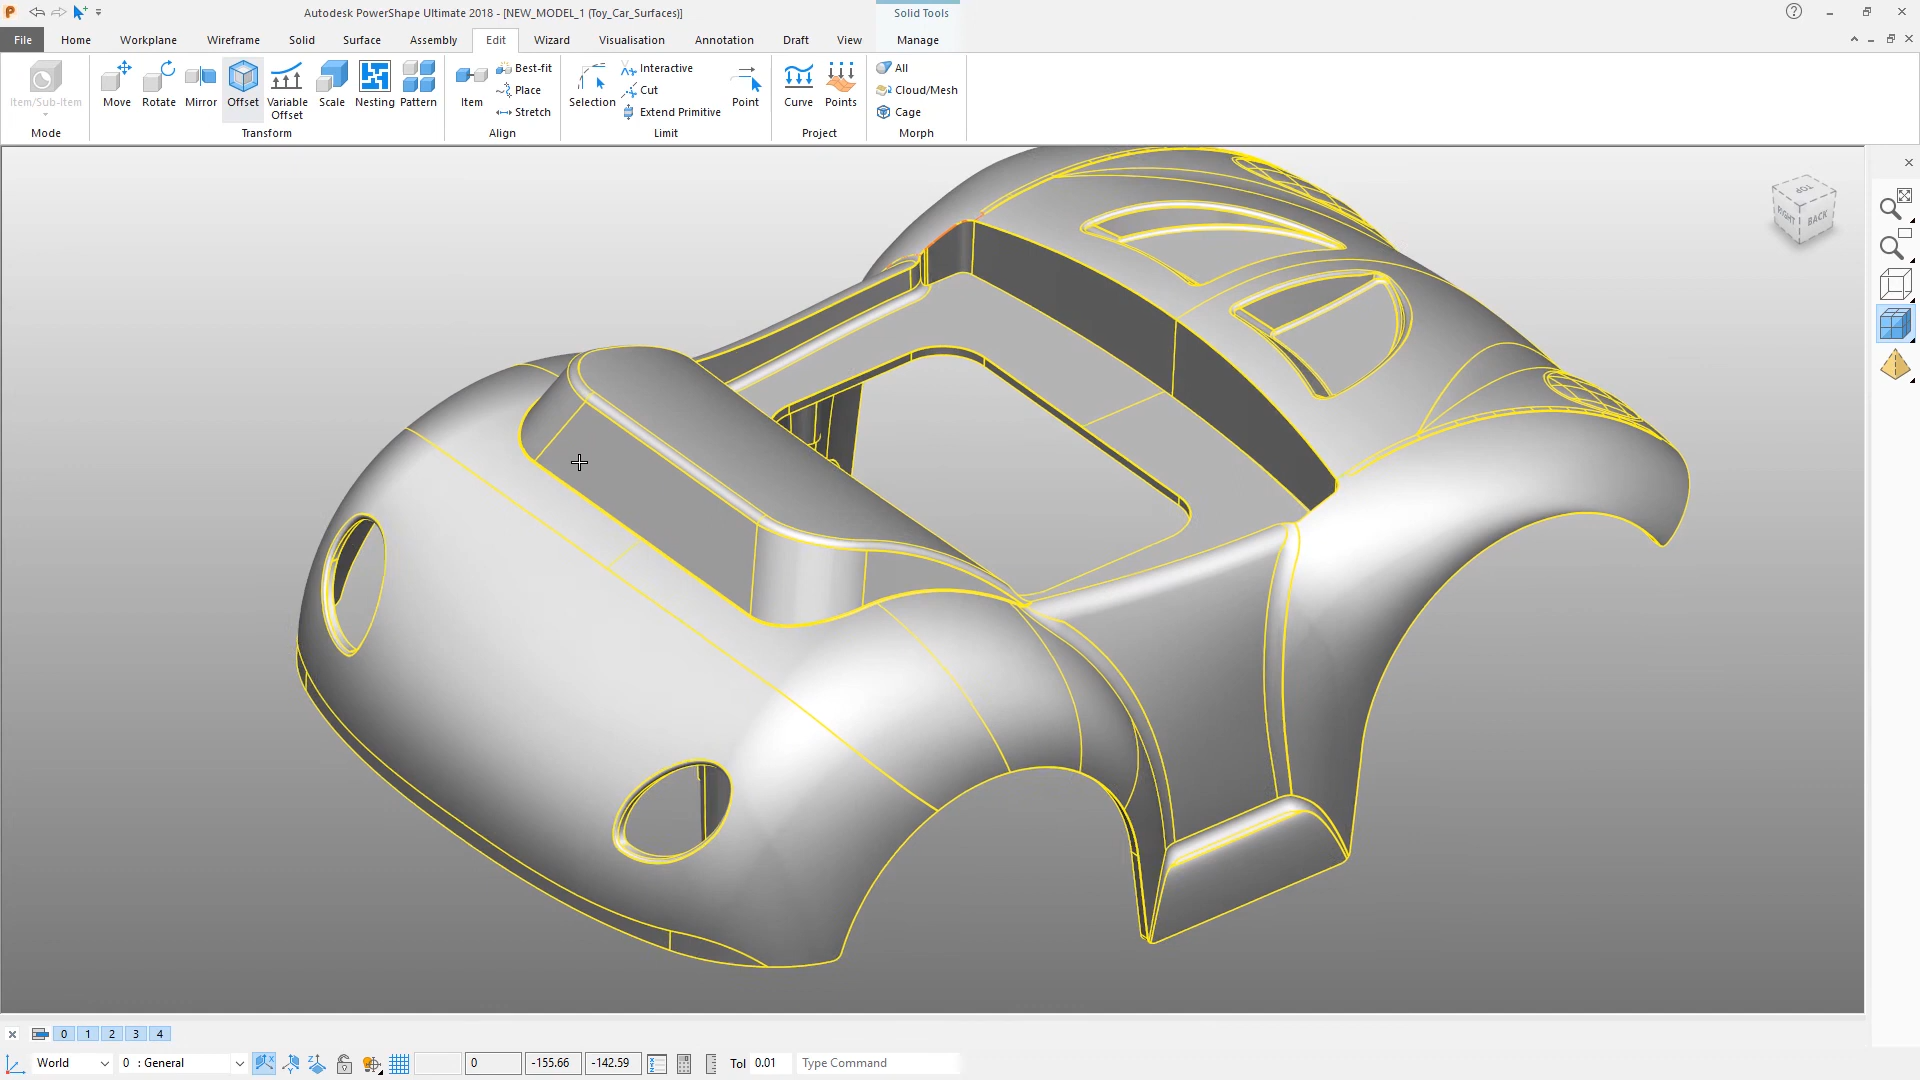 Autodesk PowerShape Ultimate 2018 - [NEW_MODEL_1 (Toy_Car_Surfaces)]
Solid Tools
File Home Workplane Wireframe Solid Surface Assembly Edit Wizard Visualisation Annotation Draft View Manage
Item/Sub-Item
Mode
Move Rotate Mirror Offset Variable Offset Scale Nesting Pattern
Transform
Item
Best-fit
Place
Stretch
Align
Selection
Interactive
Cut
Extend Primitive
Point
Limit
Curve Points
Project
All
Cloud/Mesh
Cage
Morph
TOP
RIGHT BACK
0 1 2 3 4
World 0 : General 0 -155.66 -142.59 Tol 0.01 Type Command